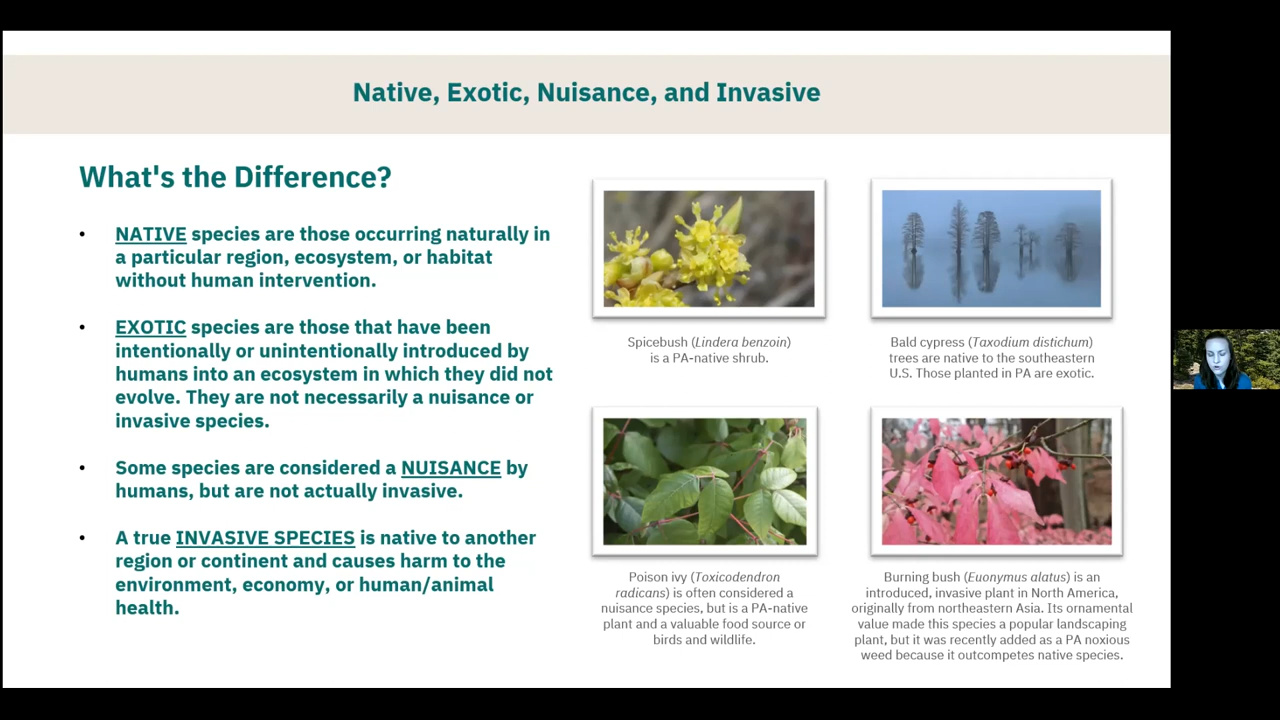 Native, Exotic, Nuisance, and Invasive
What's the Difference?
• NATIVE species are those occurring naturally in
a particular region, ecosystem, or habitat
without human intervention.
• EXOTIC species are those that have been
intentionally or unintentionally introduced by
humans into an ecosystem in which they did not
evolve. They are not necessarily a nuisance or
invasive species.
• Some species are considered a NUISANCE by
humans, but are not actually invasive.
• A true INVASIVE SPECIES is native to another
region or continent and causes harm to the
environment, economy, or human/animal
health.
Spicebush (Lindera benzoin)
is a PA-native shrub.
Bald cypress (Taxodium distichum)
trees are native to the southeastern
U.S. Those planted in PA are exotic.
Poison ivy (Toxicodendron
radicans) is often considered a
nuisance species, but is a PA-native
plant and a valuable food source or
birds and wildlife.
Burning bush (Euonymus alatus) is an
introduced, invasive plant in North America,
originally from northeastern Asia. Its ornamental
value made this species a popular landscaping
plant, but it was recently added as a PA noxious
weed because it outcompetes native species.